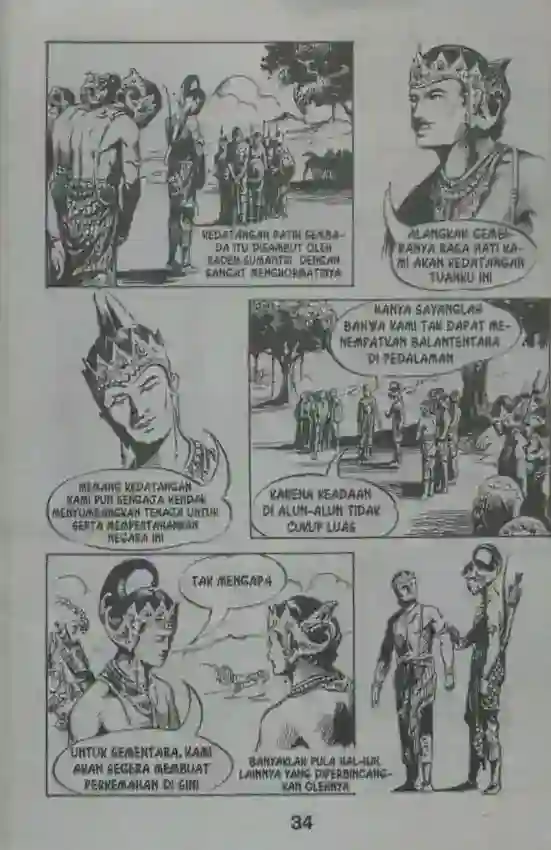 KEDATANGAN PATIH GEMBA-
DA ITU DISAMBUT OLEH
RADEN SUMANTRI DENGAN
SANGAT MENGHORMATINYA
ALANGKAH GEMBI-
RANYA RAGA HATI KA-
MI AKAN KEDATANGAN
TUANKU INI
MEMANG KEDATANGAN
KAMI PUN SENGAJA HENDAK
MENYUMBANGKAN TENAGA UNTUK
SERTA MEMPERTAHANKAN
NEGARA INI
HANYA SAYANGLAH
BAHWA KAMI TAK DAPAT ME-
NEMPATKAN BALANTENTARA
DI PEDALAMAN
KARENA KEADAAN
DI ALUN-ALUN TIDAK
CUKUP LUAS
TAK MENGAPA
UNTUK SEMENTARA, KAMI
AKAN SEGERA MEMBUAT
PERKEMAHAN DI SINI
BANYAKLAH PULA HAL-HAL
LAINNYA YANG DIPERBINCANG-
KAN OLEHNYA
34